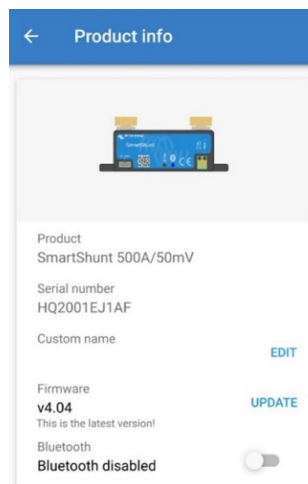 Product info
SmartShunt
Product
SmartShunt 500A/50mV
Serial number
HQ2001EJ1AF
Custom name
EDIT
Firmware
v4.04
UPDATE
This is the latest version!
Bluetooth
Bluetooth disabled